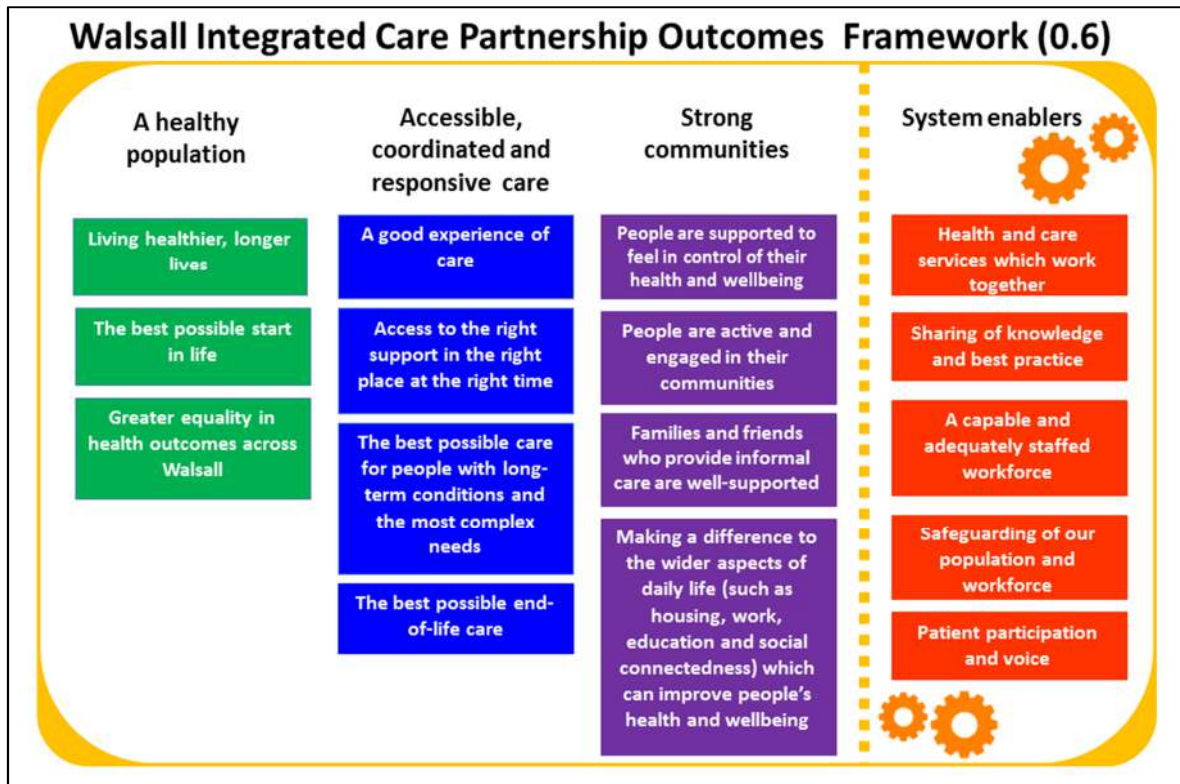 Walsall Integrated Care Partnership Outcomes Framework (0.6)
A healthy
population
Living healthier, longer
lives
The best possible start
in life
Greater equality in
health outcomes across
Walsall
Accessible,
coordinated and
responsive care
A good experience of
care
Access to the right
support in the right
place at the right time
The best possible care
for people with long-
term conditions and
the most complex
needs
The best possible end-
of-life care
Strong
communities
People are supported to
feel in control of their
health and wellbeing
People are active and
engaged in their
communities
Families and friends
who provide informal
care are well-supported
Making a difference to
the wider aspects of
daily life (such as
housing, work,
education and social
connectedness) which
can improve people's
health and wellbeing
System enablers
Health and care
services which work
together
Sharing of knowledge
and best practice
A capable and
adequately staffed
workforce
Safeguarding of our
population and
workforce
Patient participation
and voice